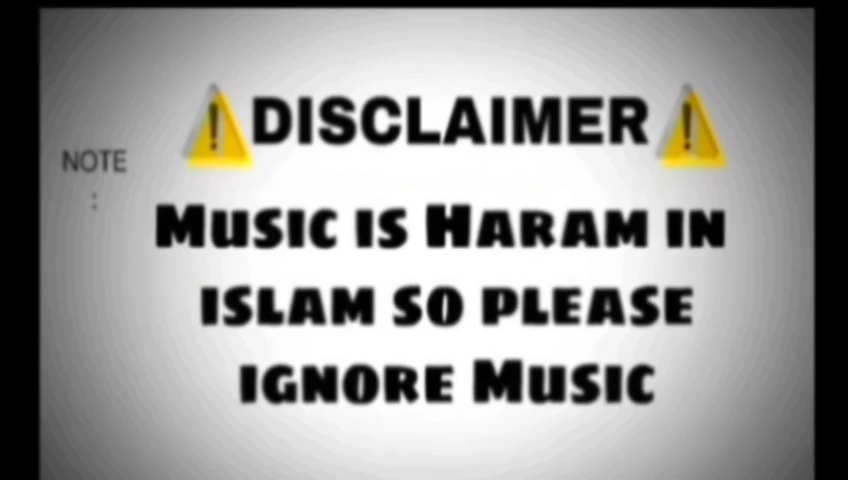 ⚠️DISCLAIMER⚠️
NOTE
:
Music is Haram in
islam so please
ignore Music